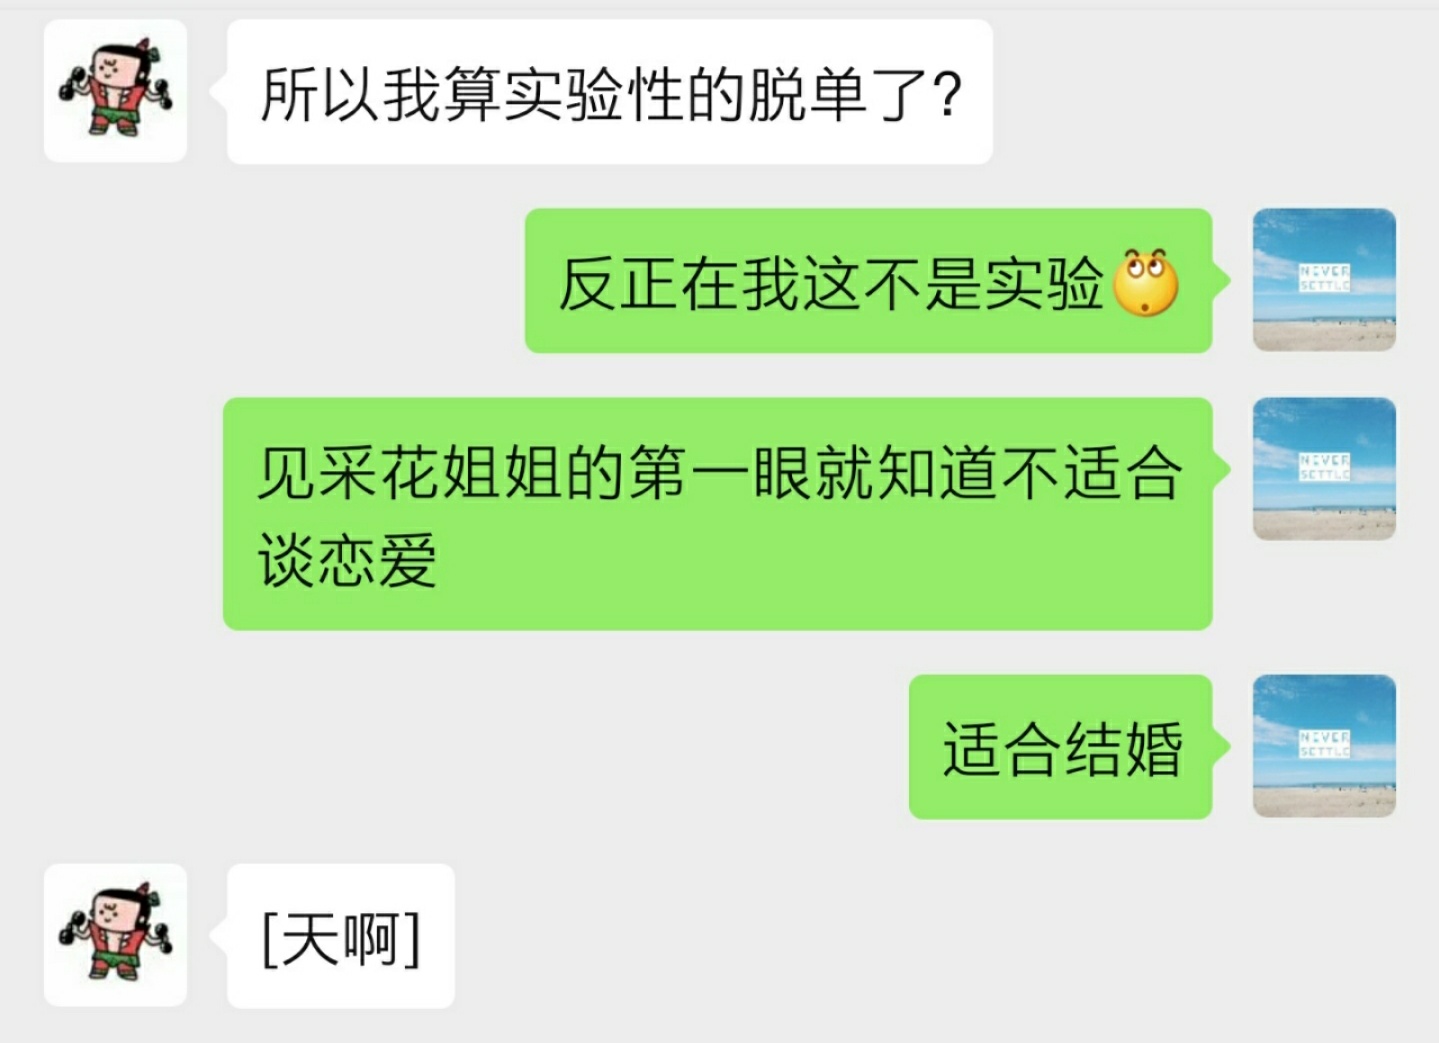 所以我算实验性的脱单了?
反正在我这不是实验
NEVER
SETTLE
见采花姐姐的第一眼就知道不适合
谈恋爱
NEVER
SETTLE
适合结婚
NEVER
SETTLE
[天啊]